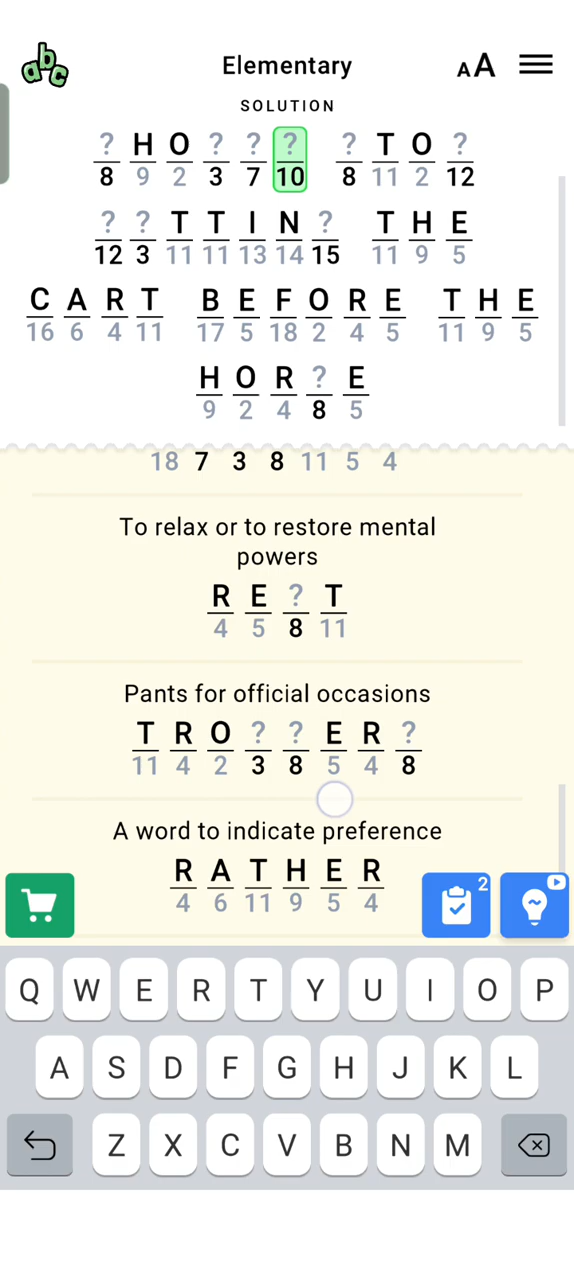 abc
Elementary
AA
SOLUTION
? H O ? ? ? ? T O ?
8 9 2 3 7 10 8 11 2 12
? ? T T I N ? T H E
12 3 11 11 13 14 15 11 9 5
C A R T B E F O R E T H E
16 6 4 11 17 5 18 2 4 5 11 9 5
H O R ? E
9 2 4 8 5
18 7 3 8 11 5 4
To relax or to restore mental
powers
R E ? T
4 5 8 11
Pants for official occasions
T R O ? ? E R ?
11 4 2 3 8 5 4 8
A word to indicate preference
R A T H E R
4 6 11 9 5 4
2
Q W E R T Y U I O P
A S D F G H J K L
Z X C V B N M